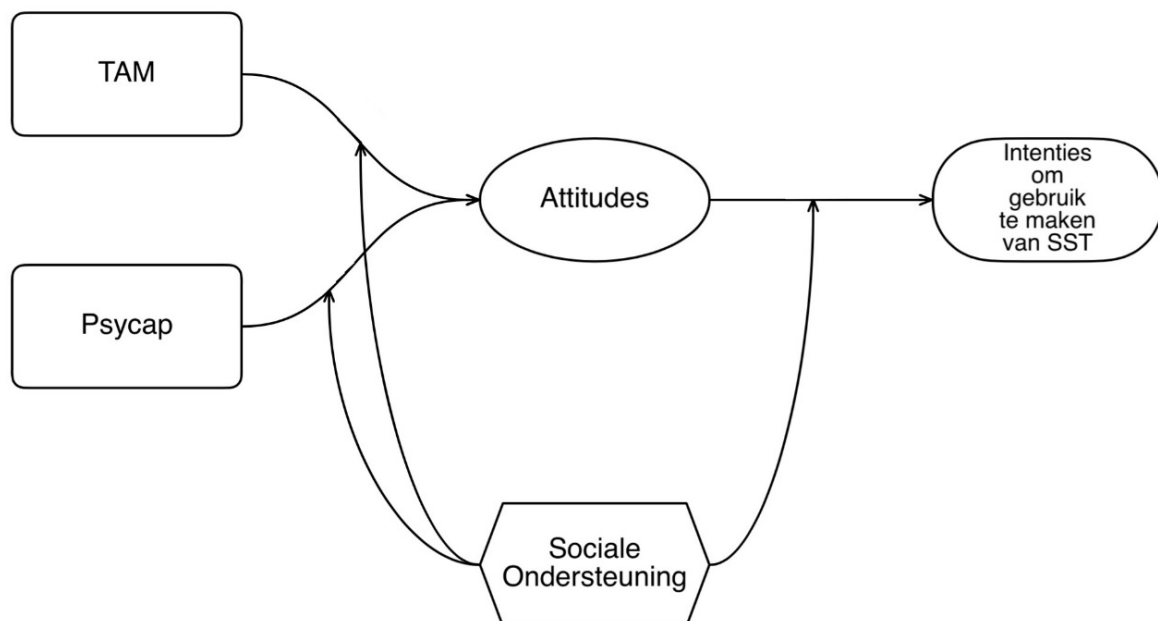 TAM
Psycap
Attitudes
Intenties
om
gebruik
te maken
van SST
Sociale
Ondersteuning